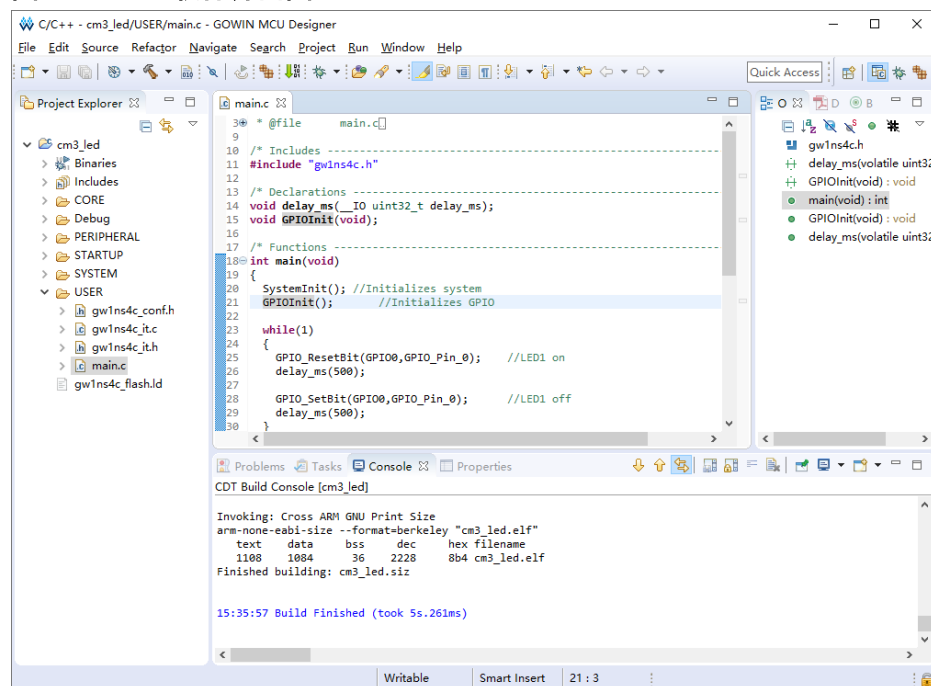 C/C++ - cm3_led/USER/main.c - GOWIN MCU Designer
File Edit Source Refactor Navigate Search Project Run Window Help
Quick Access
Project Explorer
cm3_led
Binaries
Includes
CORE
Debug
PERIPHERAL
STARTUP
SYSTEM
USER
gw1ns4c_conf.h
gw1ns4c_it.c
gw1ns4c_it.h
main.c
gw1ns4c_flash.ld
main.c
3 * @file main.c
9
10 /* Includes ---------------------------------------------------------
11 #include "gw1ns4c.h"
12
13 /* Declarations -----------------------------------------------------
14 void delay_ms(__IO uint32_t delay_ms);
15 void GPIOInit(void);
16
17 /* Functions --------------------------------------------------------
18 int main(void)
19 {
20 SystemInit(); //Initializes system
21 GPIOInit(); //Initializes GPIO
22
23 while(1)
24 {
25 GPIO_ResetBit(GPIO0,GPIO_Pin_0); //LED1 on
26 delay_ms(500);
27
28 GPIO_SetBit(GPIO0,GPIO_Pin_0); //LED1 off
29 delay_ms(500);
30 }
O D B
gw1ns4c.h
delay_ms(volatile uint32
GPIOInit(void) : void
main(void) : int
GPIOInit(void) : void
delay_ms(volatile uint32
Problems Tasks Console Properties
CDT Build Console [cm3_led]
Invoking: Cross ARM GNU Print Size
arm-none-eabi-size --format=berkeley "cm3_led.elf"
text data bss dec hex filename
1108 1084 36 2228 8b4 cm3_led.elf
Finished building: cm3_led.siz
15:35:57 Build Finished (took 5s.261ms)
Writable Smart Insert 21 : 3